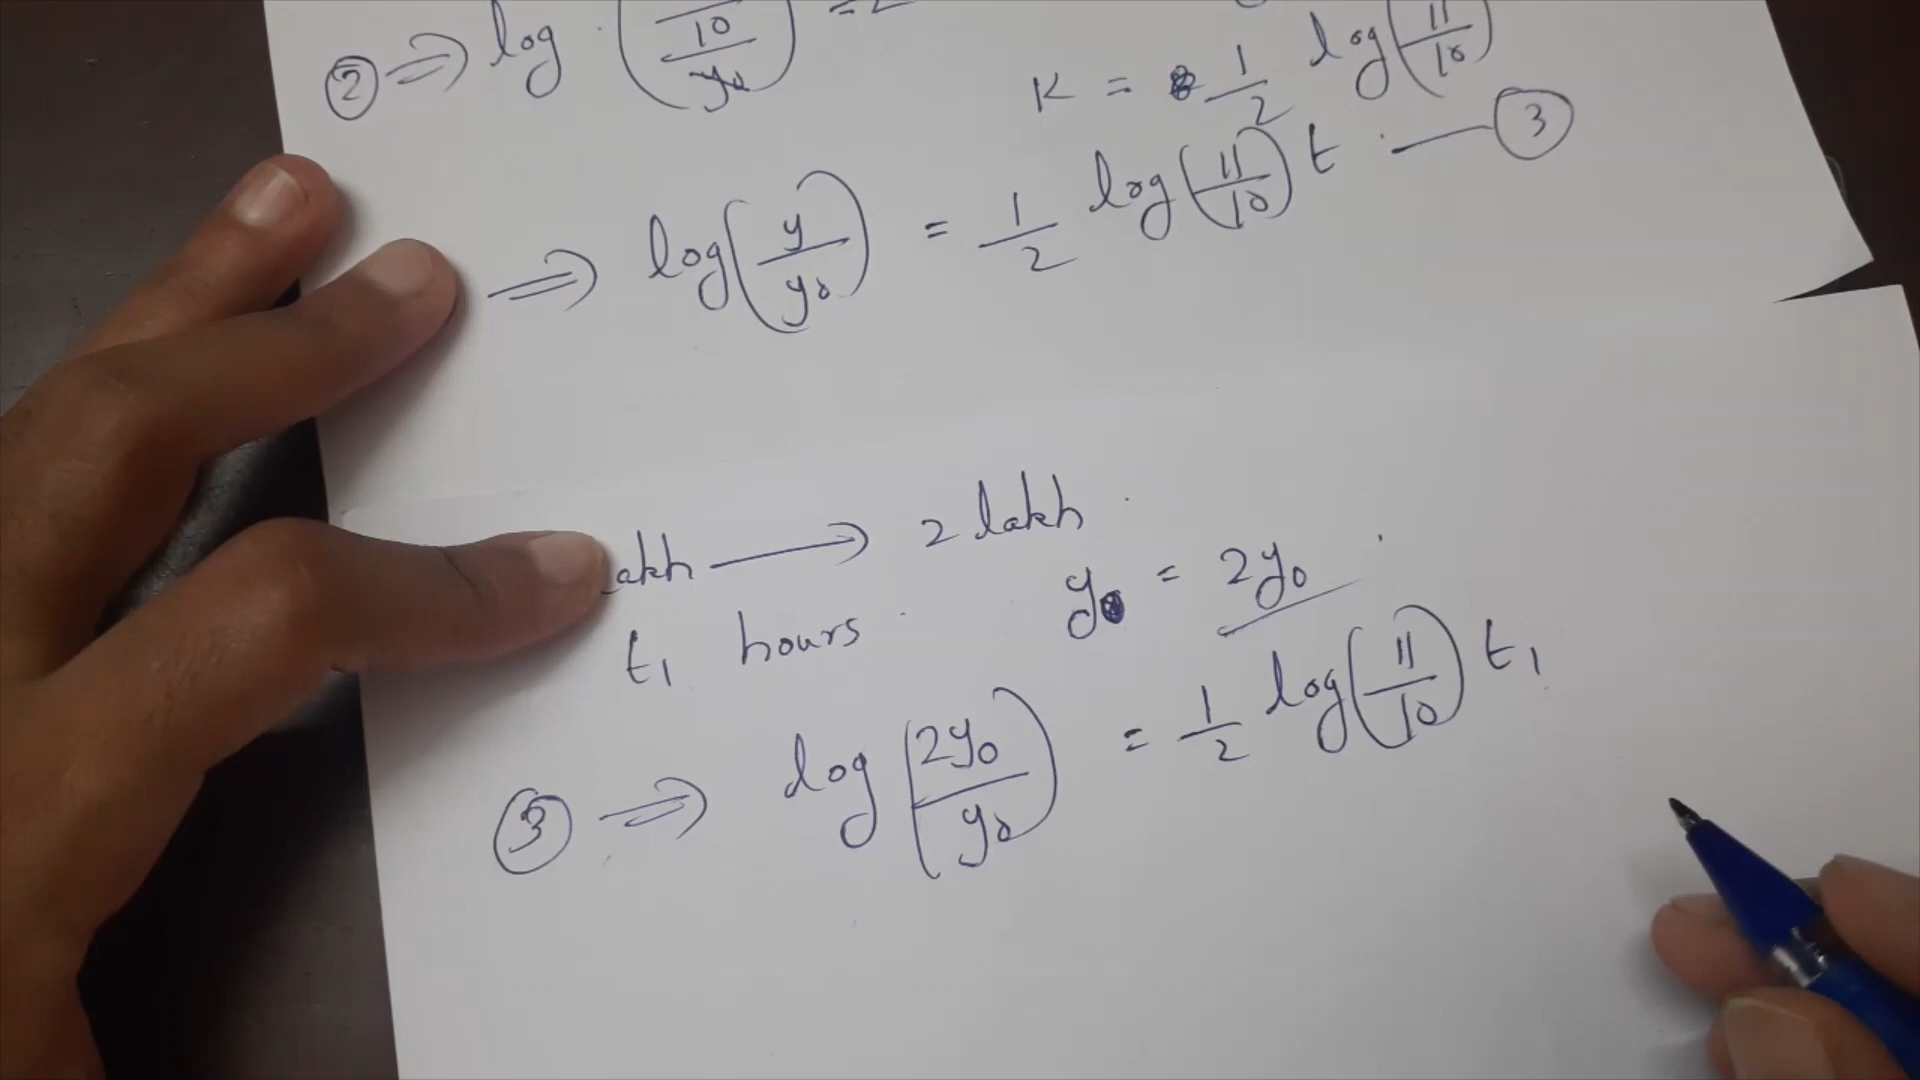 ② ⇒ log (10/y₀) = 2
K = 1/2 log(11/10)
⇒ log(y/y₀) = 1/2 log(11/10) t — ③
akh → 2 lakh
t₁ hours. y = 2y₀
③ ⇒ log(2y₀/y₀) = 1/2 log(11/10) t₁